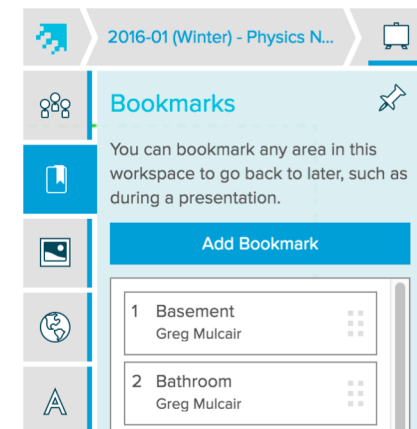 2016-01 (Winter) - Physics N...
Bookmarks
You can bookmark any area in this
workspace to go back to later, such as
during a presentation.
Add Bookmark
1 Basement
Greg Mulcair
2 Bathroom
Greg Mulcair
A